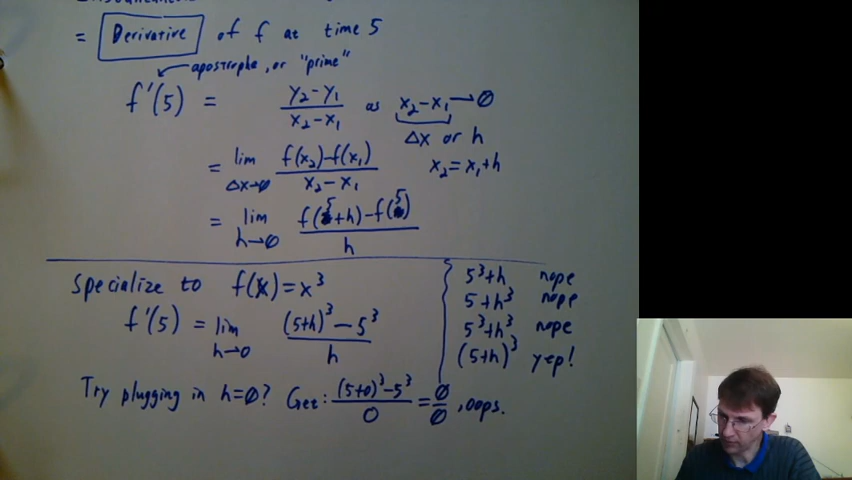 = Derivative of f at time 5
apostrophe, or "prime"
f'(5) = y₂-y₁/x₂-x₁ as x₂-x₁→0
Δx or h
= lim Δx→0 f(x₂)-f(x₁)/x₂-x₁ x₂=x₁+h
= lim h→0 f(5+h)-f(5)/h
Specialize to f(x)=x³
f'(5) = lim h→0 (5+h)³-5³/h
5³+h nope
5+h³ nope
5³+h³ nope
(5+h)³ yep!
Try plugging in h=0? Get: (5+0)³-5³/0 = 0/0, oops.